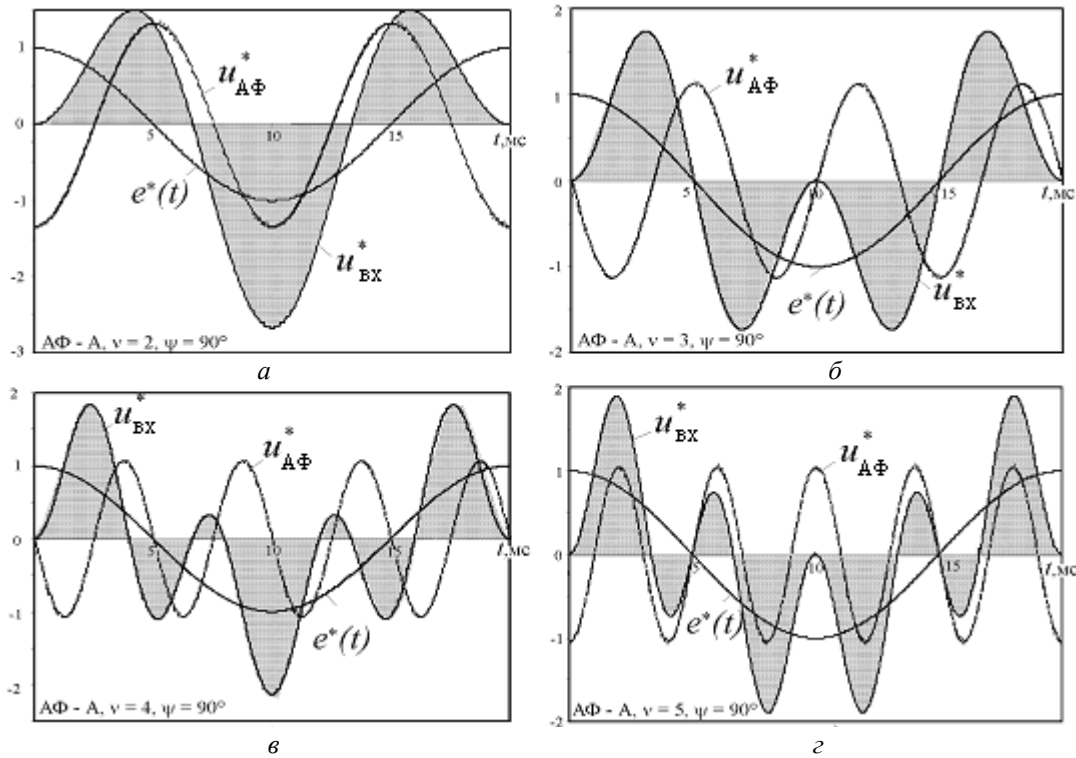 1
0
-1
-2
-3
5
10
15
t,мс
u*АФ
e*(t)
u*ВХ
АФ - А, ν = 2, ψ = 90°
а
2
1
0
-1
-2
5
10
15
t,мс
u*АФ
e*(t)
u*ВХ
АФ - А, ν = 3, ψ = 90°
б
2
1
0
-1
-2
5
10
15
t,мс
u*ВХ
u*АФ
e*(t)
АФ - А, ν = 4, ψ = 90°
в
2
1
0
-1
-2
5
10
15
t,мс
u*ВХ
u*АФ
e*(t)
АФ - А, ν = 5, ψ = 90°
г